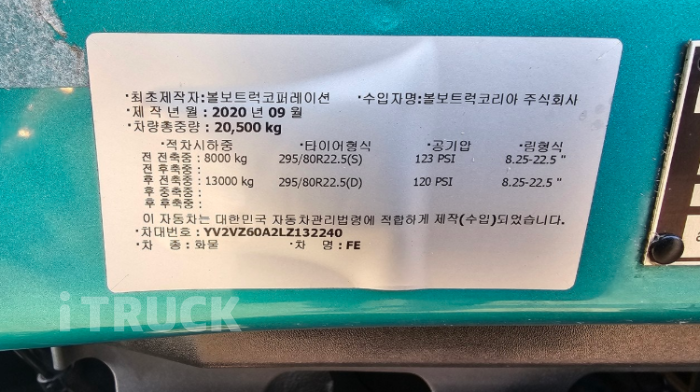 ·최초제작자:볼보트럭코퍼레이션 ·수입자명:볼보트럭코리아 주식회사
·제 작 년 월 : 2020 년 09 월
·차량총중량 : 20,500 kg
·적차시하중 ·타이어형식 ·공기압 ·림형식
전 전축중 : 8000 kg 295/80R22.5(S) 123 PSI 8.25-22.5 "
전 후축중 :
후 전축중 : 13000 kg 295/80R22.5(D) 120 PSI 8.25-22.5 "
후 중축중 :
후 후축중 :
이 자동차는 대한민국 자동차관리법령에 적합하게 제작(수입)되었습니다.
·차대번호 : YV2VZ60A2LZ132240
·차 종 : 화물 ·차 명 : FE
iTRUCK